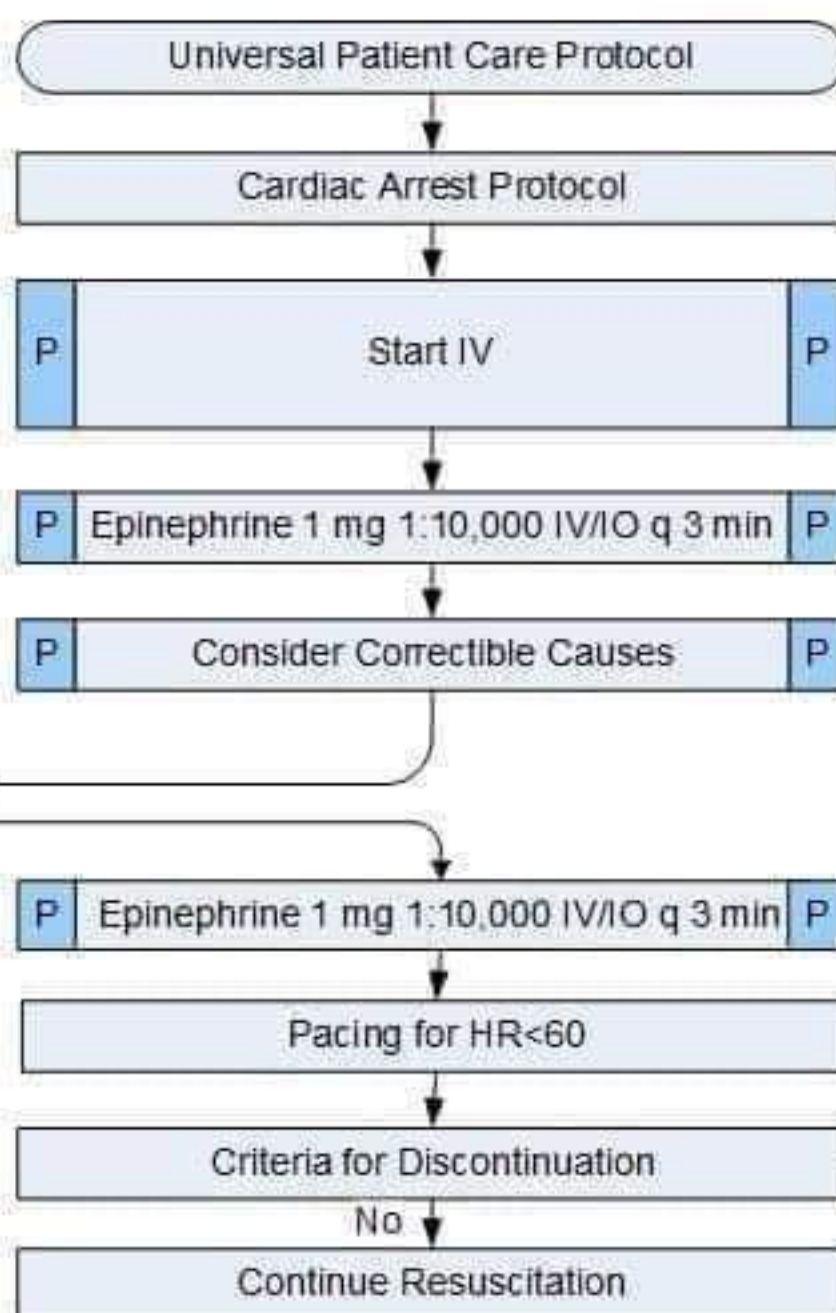 Universal Patient Care Protocol
Cardiac Arrest Protocol
P Start IV P
P Epinephrine 1 mg 1:10,000 IV/IO q 3 min P
P Consider Correctible Causes P
P Epinephrine 1 mg 1:10,000 IV/IO q 3 min P
Pacing for HR<60
Criteria for Discontinuation
No
Continue Resuscitation